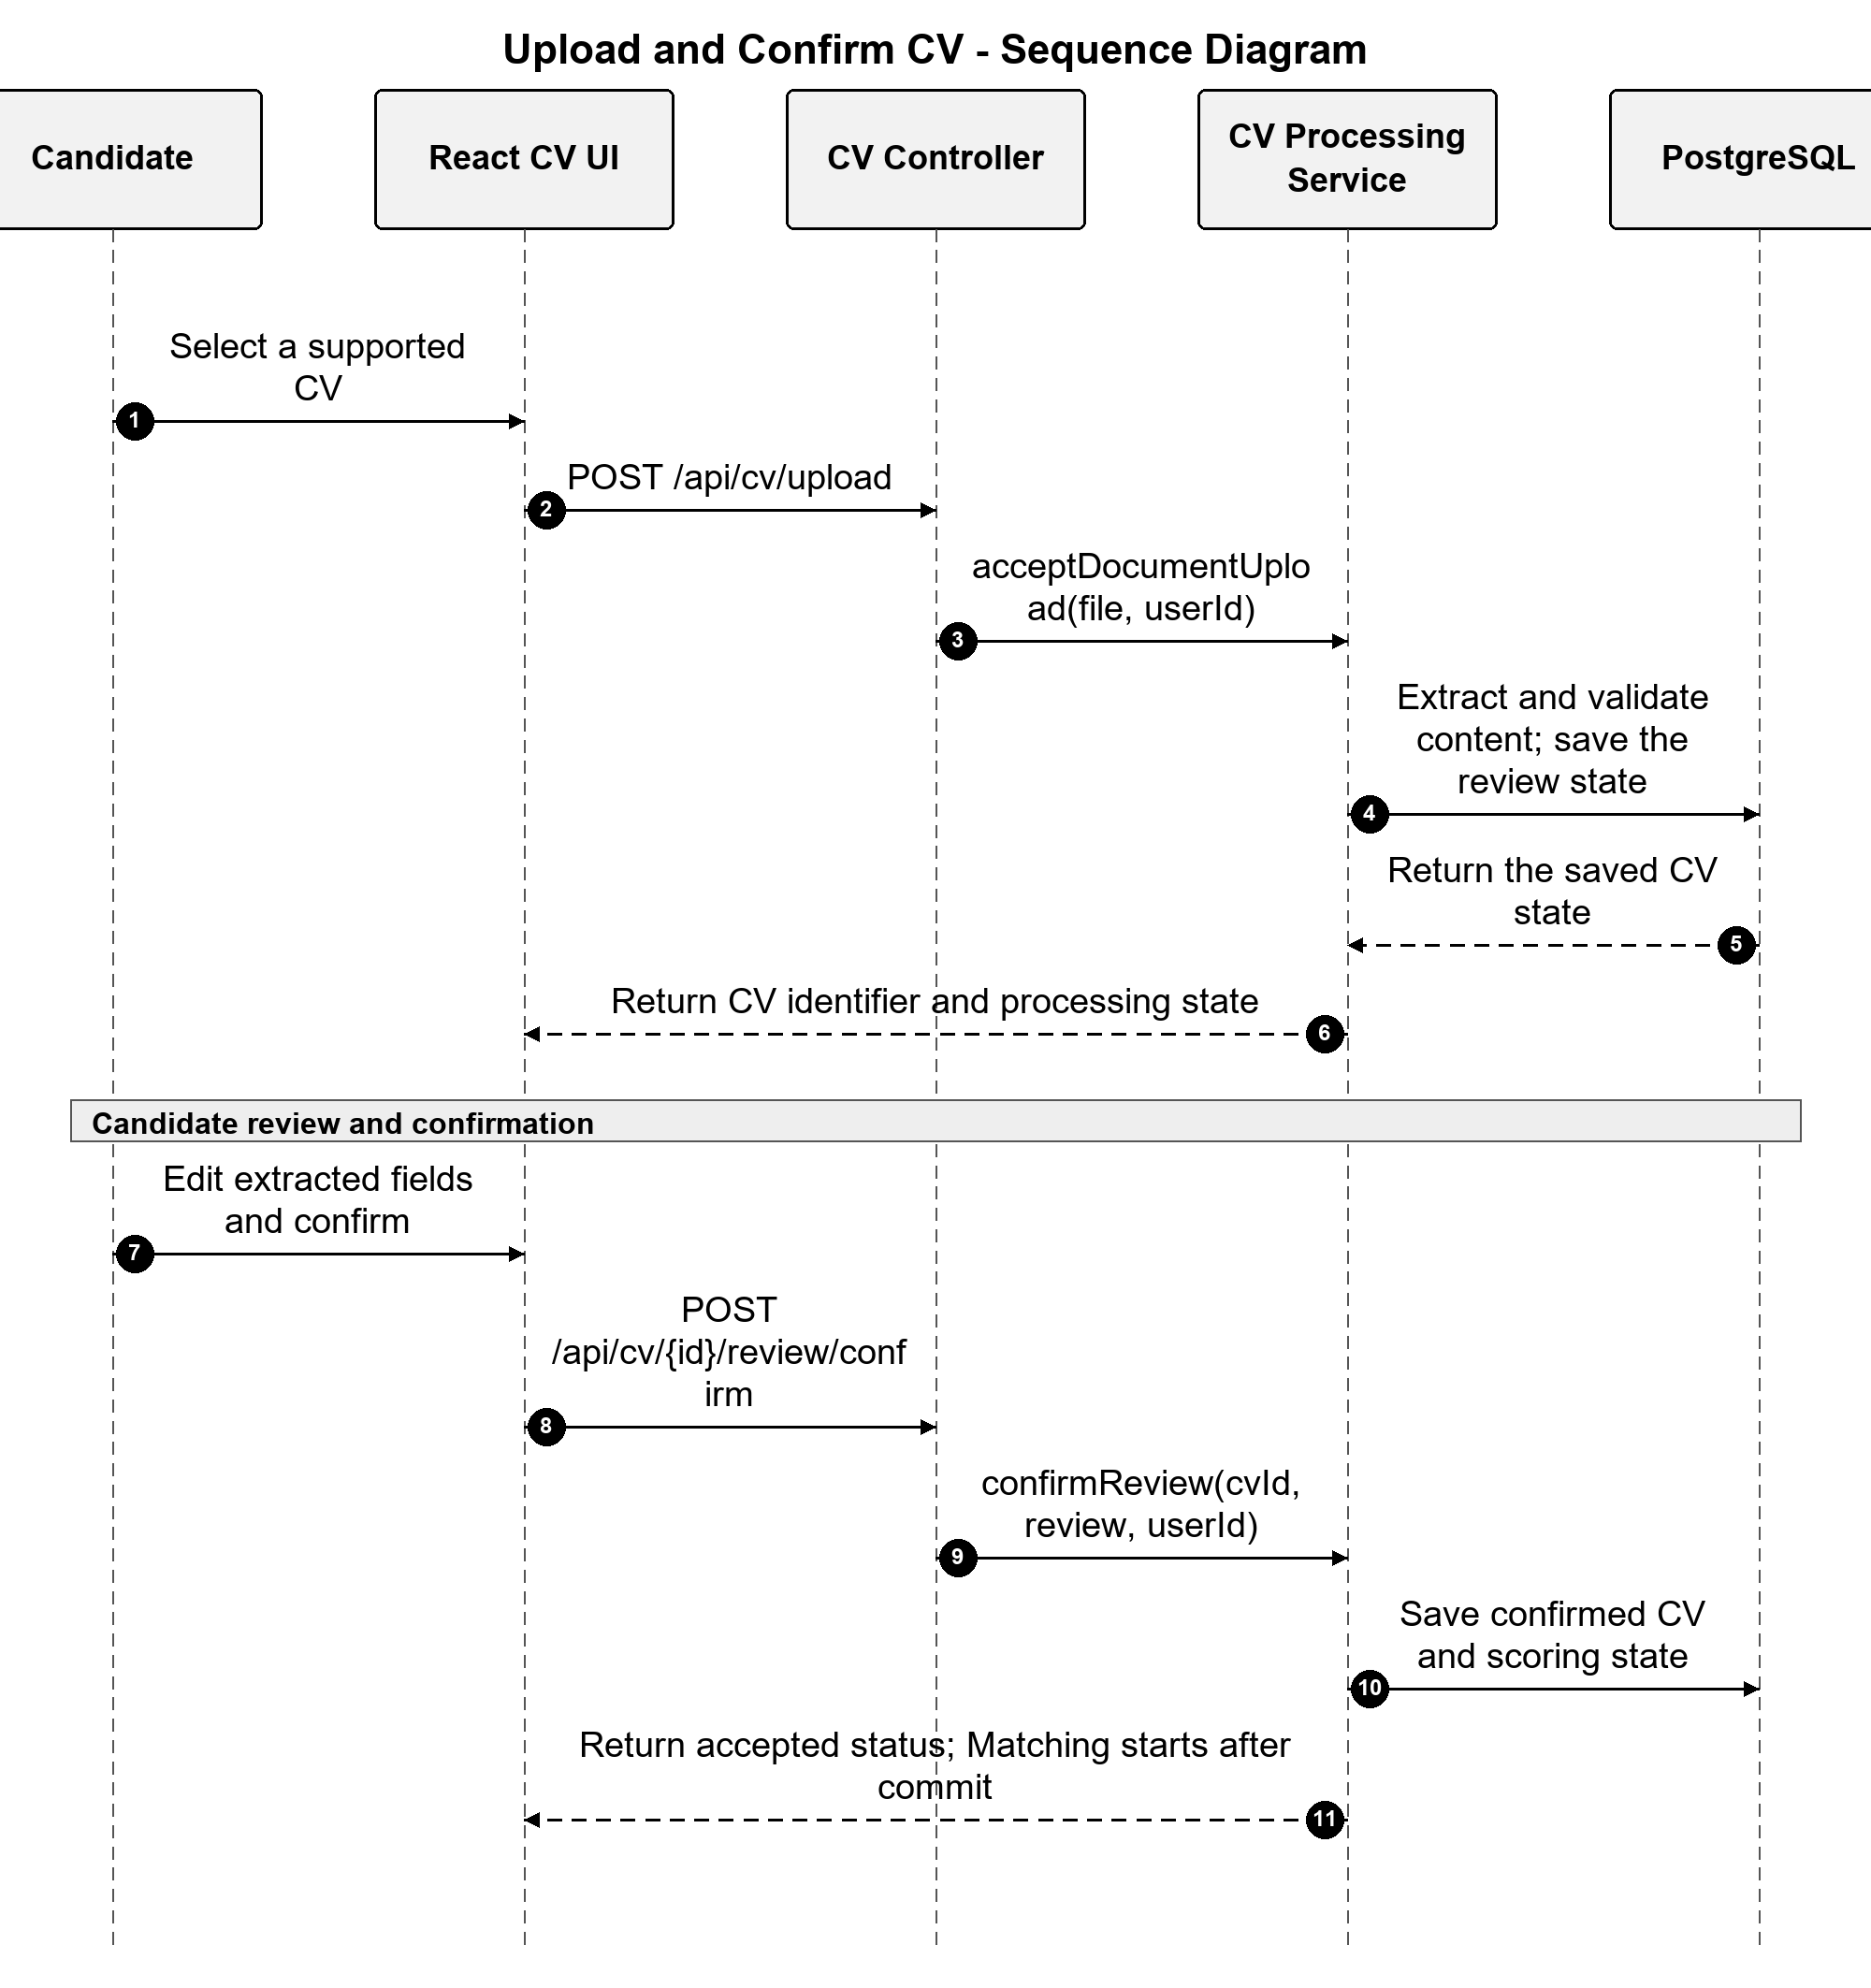 Upload and Confirm CV - Sequence Diagram
Candidate
React CV UI
CV Controller
CV Processing
Service
PostgreSQL
Select a supported
CV
1
POST /api/cv/upload
2
acceptDocumentUplo
ad(file, userId)
3
Extract and validate
content; save the
review state
4
Return the saved CV
state
5
Return CV identifier and processing state
6
Candidate review and confirmation
Edit extracted fields
and confirm
7
POST
/api/cv/{id}/review/conf
irm
8
confirmReview(cvId,
review, userId)
9
Save confirmed CV
and scoring state
10
Return accepted status; Matching starts after
commit
11